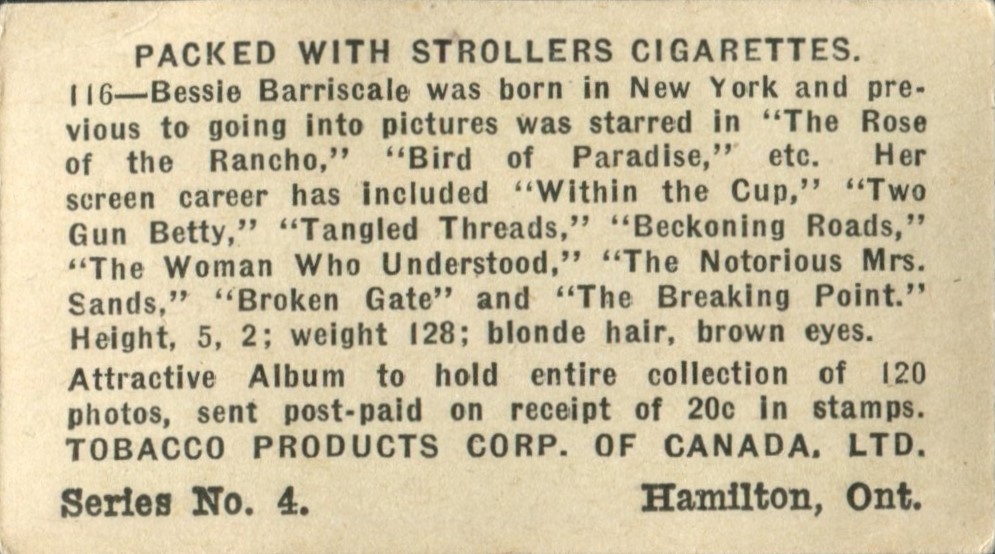 PACKED WITH STROLLERS CIGARETTES.
116—Bessie Barriscale was born in New York and pre-
vious to going into pictures was starred in “The Rose
of the Rancho,” “Bird of Paradise,” etc. Her
screen career has included “Within the Cup,” “Two
Gun Betty,” “Tangled Threads,” “Beckoning Roads,”
“The Woman Who Understood,” “The Notorious Mrs.
Sands,” “Broken Gate” and “The Breaking Point.”
Height, 5, 2; weight 128; blonde hair, brown eyes.
Attractive Album to hold entire collection of 120
photos, sent post-paid on receipt of 20c in stamps.
TOBACCO PRODUCTS CORP. OF CANADA. LTD.
Series No. 4. Hamilton, Ont.